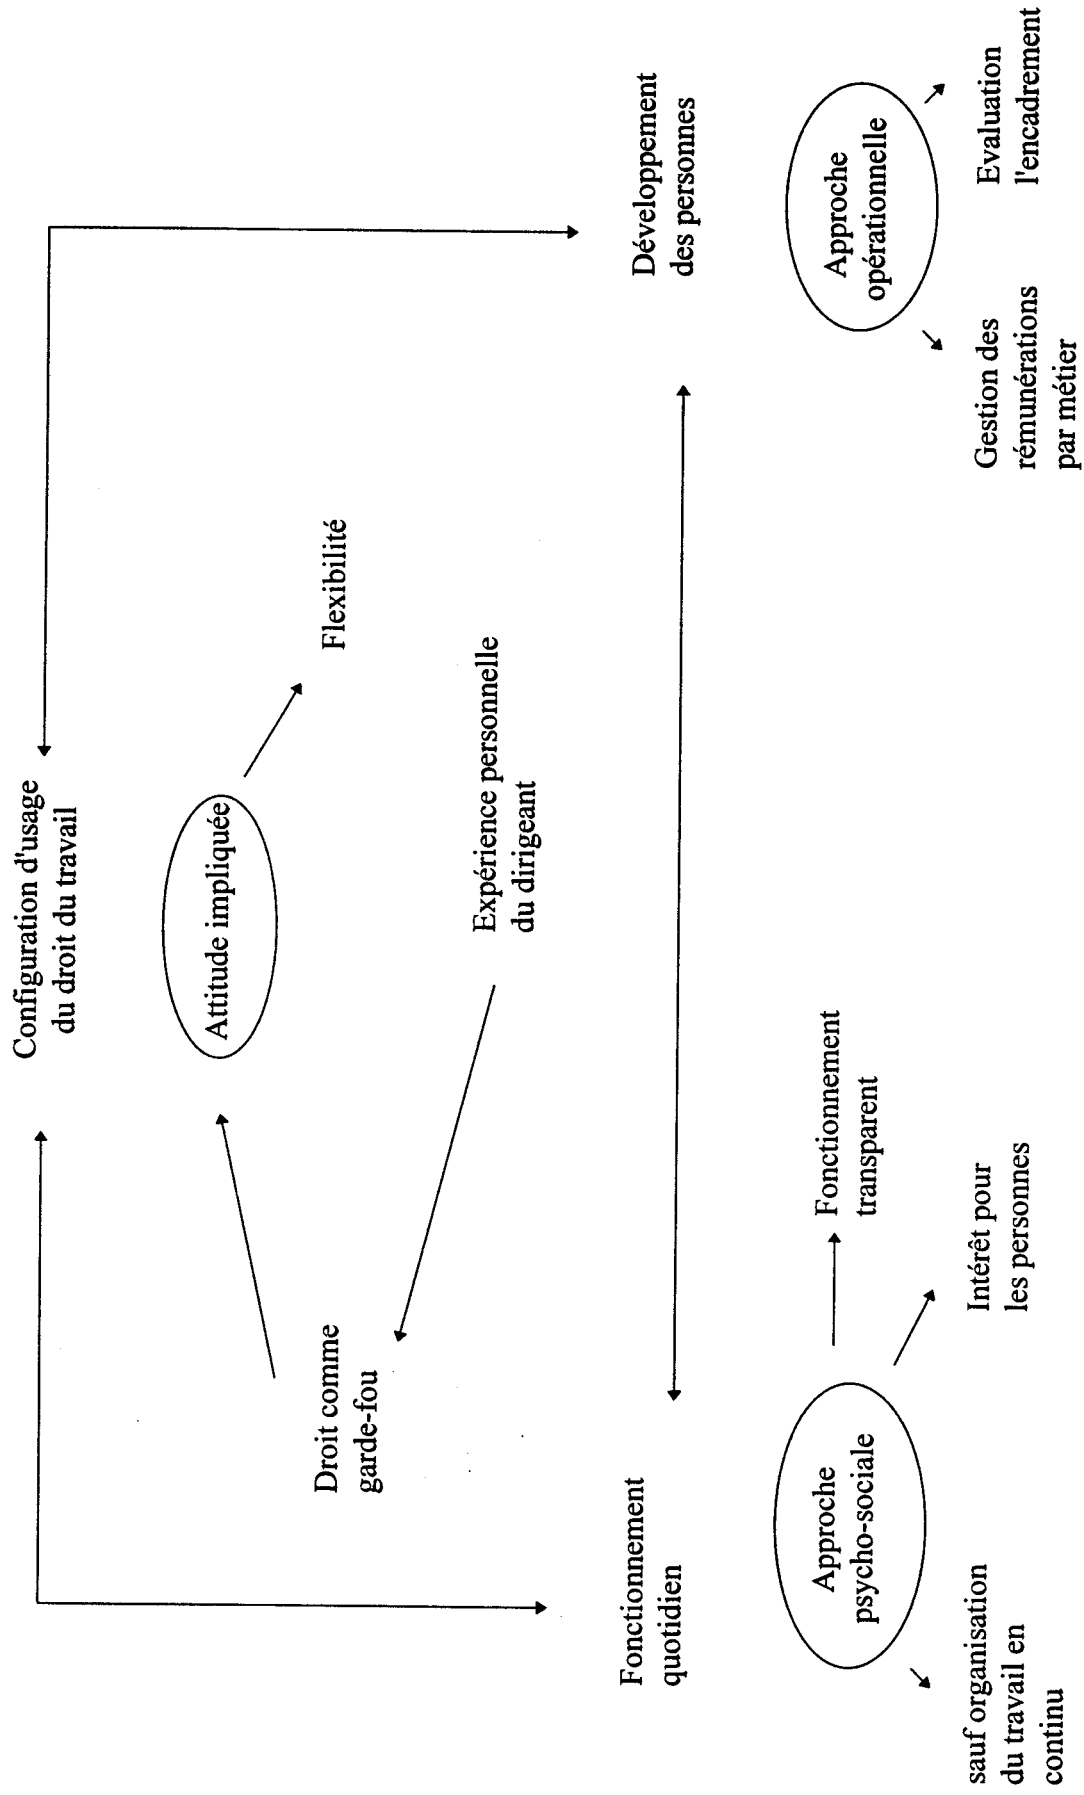 Configuration d'usage
du droit du travail
Attitude impliquée
Droit comme
garde-fou
Flexibilité
Expérience personnelle
du dirigeant
Fonctionnement
quotidien
Développement
des personnes
Approche
psycho-sociale
Fonctionnement
transparent
Approche
opérationnelle
sauf organisation
du travail en
continu
Intérêt pour
les personnes
Gestion des
rémunérations
par métier
Evaluation
l'encadrement